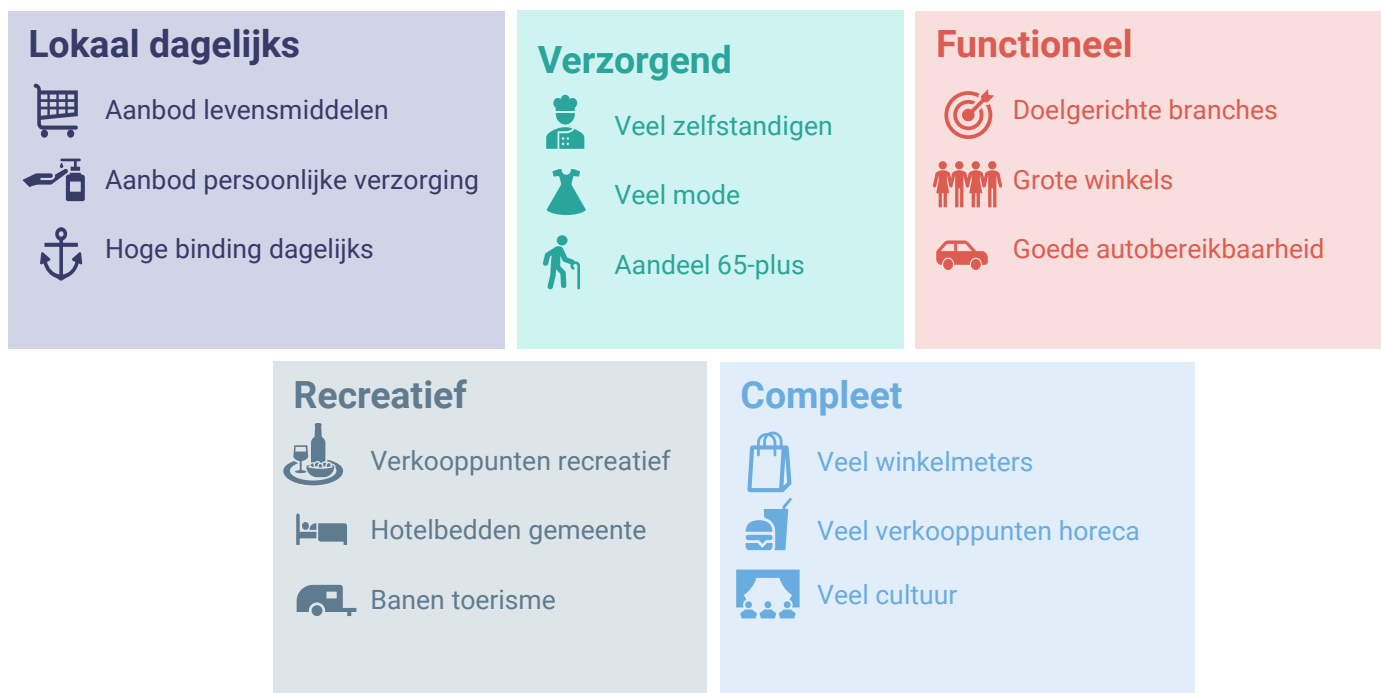 Lokaal dagelijks
Aanbod levensmiddelen
Aanbod persoonlijke verzorging
Hoge binding dagelijks
Verzorgend
Veel zelfstandigen
Veel mode
Aandeel 65-plus
Functioneel
Doelgerichte branches
Grote winkels
Goede autobereikbaarheid
Recreatief
Verkooppunten recreatief
Hotelbedden gemeente
Banen toerisme
Compleet
Veel winkelmeters
Veel verkooppunten horeca
Veel cultuur